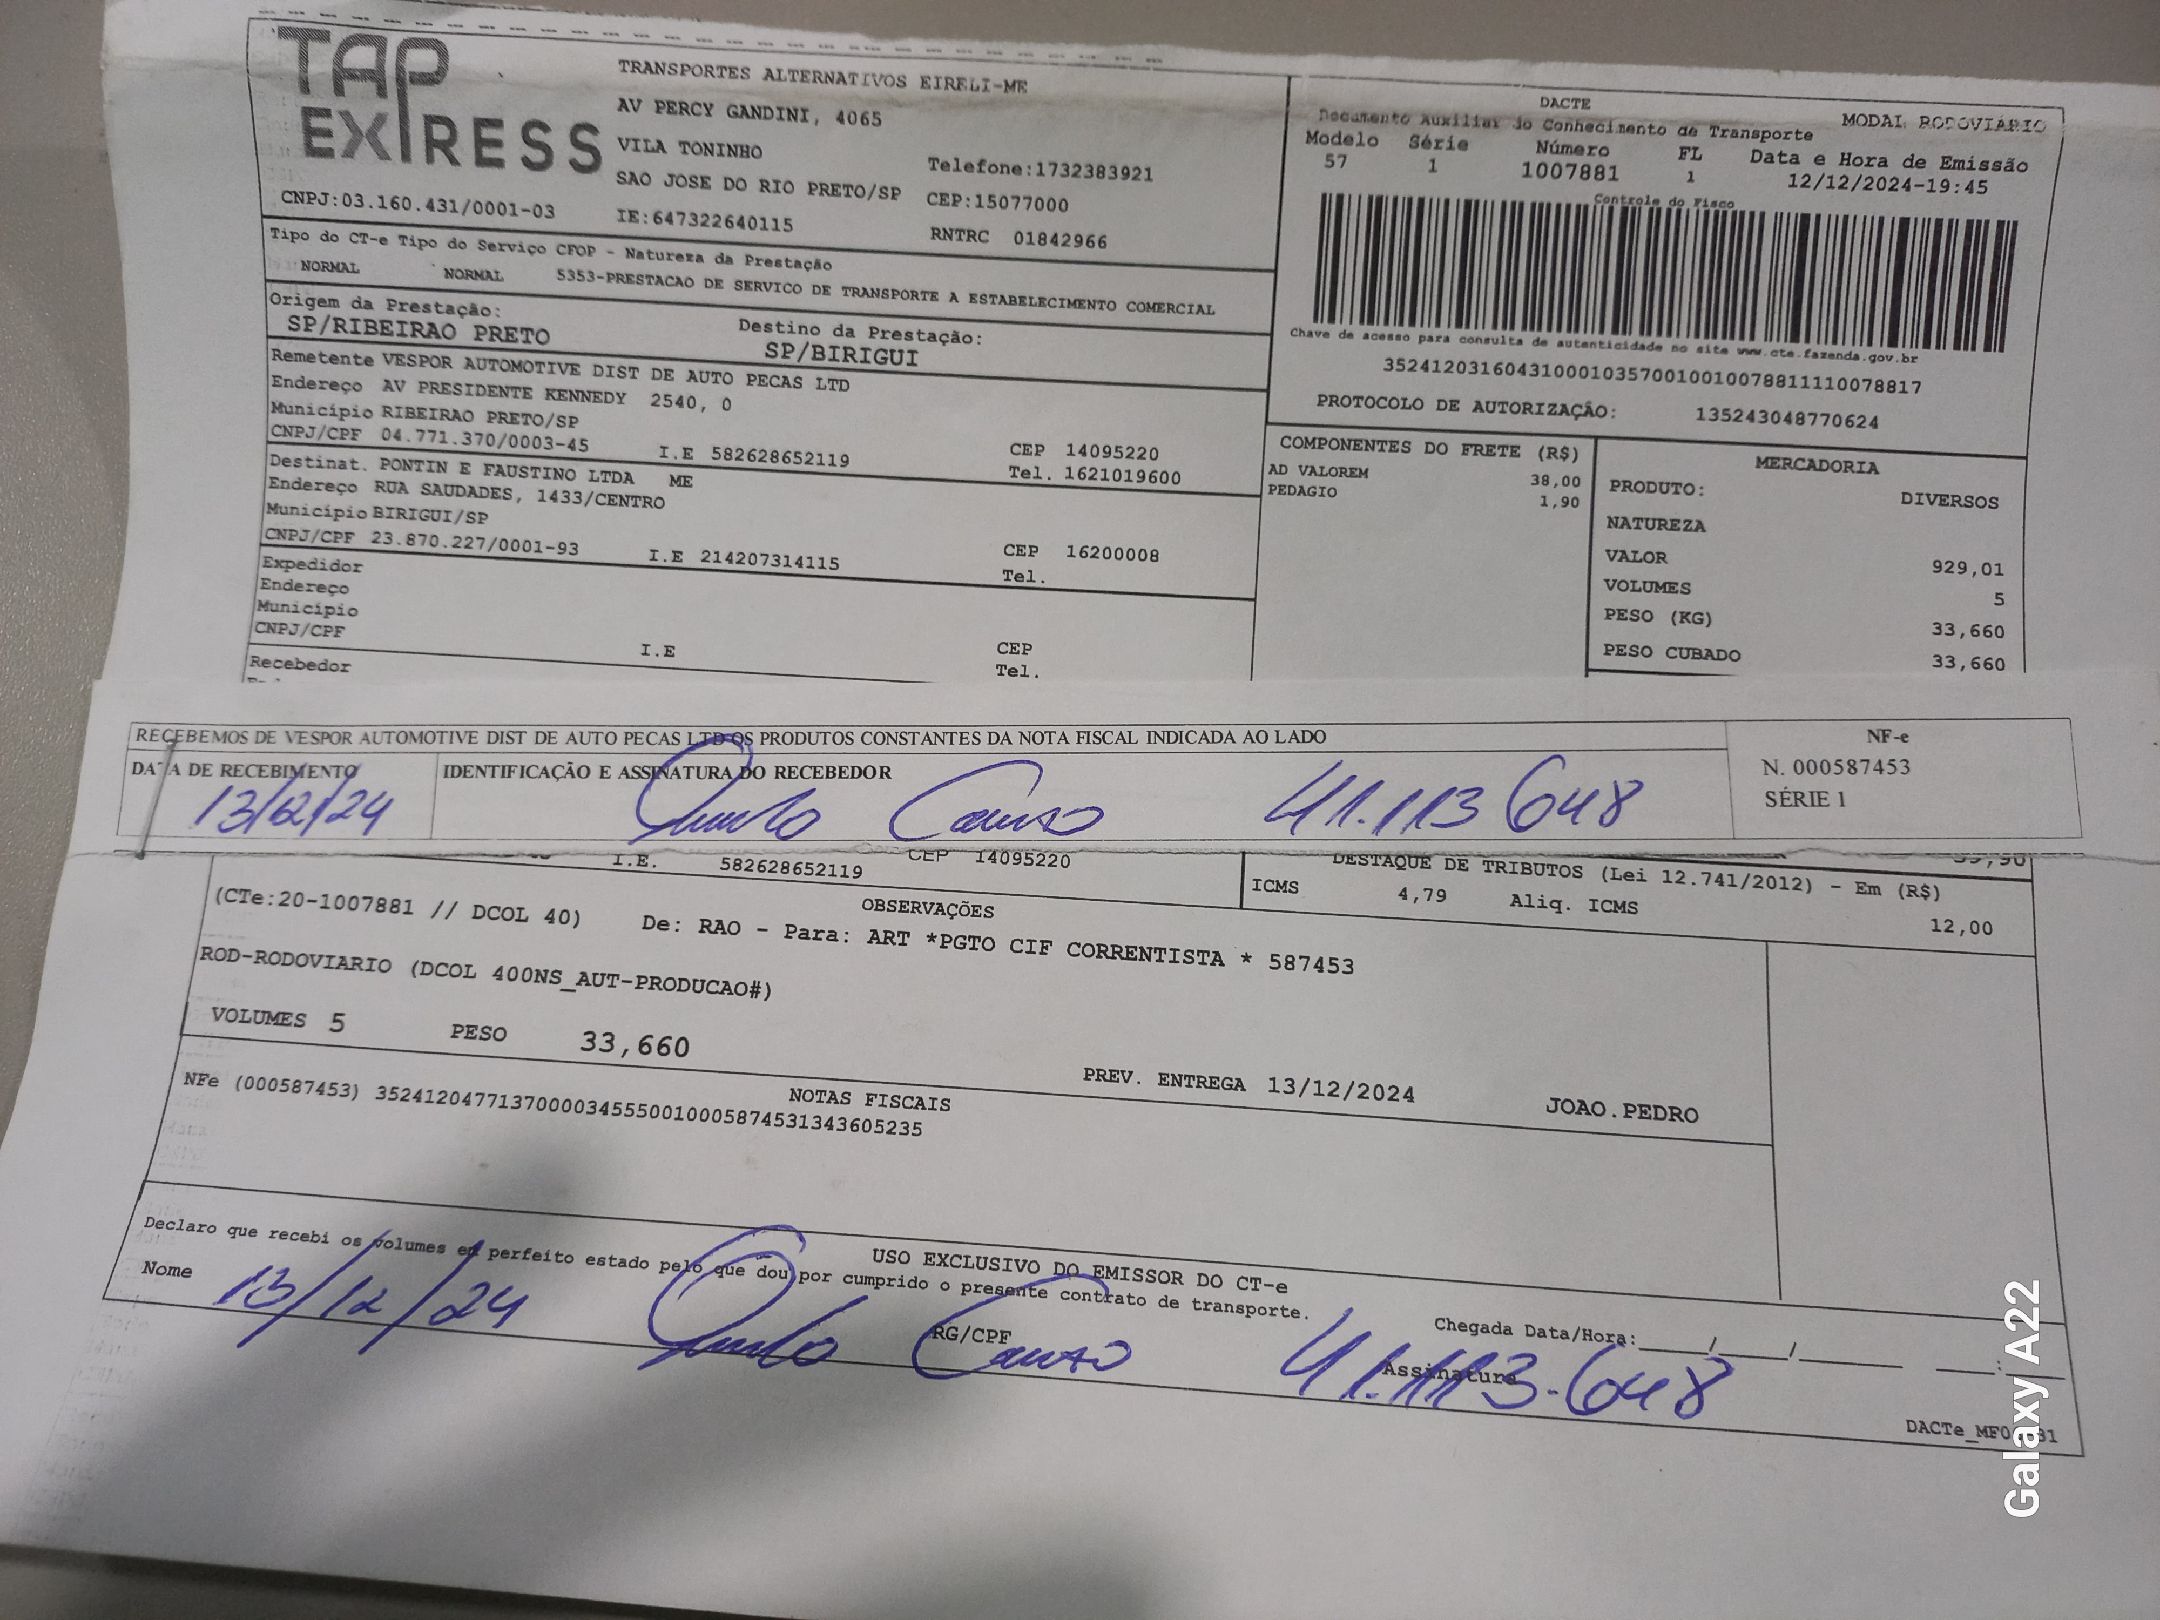 TAP EXPRESS
TRANSPORTES ALTERNATIVOS EIRELI-ME
AV PERCY GANDINI, 4065
VILA TONINHO
Telefone:1732383921
SAO JOSE DO RIO PRETO/SP CEP:15077000
CNPJ:03.160.431/0001-03 IE:647322640115 RNTRC 01842966
DACTE
Documento Auxiliar do Conhecimento de Transporte MODAL RODOVIÁRIO
Modelo Série Número FL Data e Hora de Emissão
57 1 1007881 1 12/12/2024-19:45
Controle do Fisco
Chave de acesso para consulta de autenticidade no site www.cte.fazenda.gov.br
35241203160431000103570010010078811110078817
PROTOCOLO DE AUTORIZAÇÃO: 135243048770624
Tipo do CT-e Tipo do Serviço CFOP - Natureza da Prestação
NORMAL NORMAL 5353-PRESTACAO DE SERVICO DE TRANSPORTE A ESTABELECIMENTO COMERCIAL
Origem da Prestação: Destino da Prestação:
SP/RIBEIRAO PRETO SP/BIRIGUI
Remetente VESPOR AUTOMOTIVE DIST DE AUTO PECAS LTD
Endereço AV PRESIDENTE KENNEDY 2540, 0
Município RIBEIRAO PRETO/SP CEP 14095220
CNPJ/CPF 04.771.370/0003-45 I.E 582628652119 Tel. 1621019600
Destinat. PONTIN E FAUSTINO LTDA ME
Endereço RUA SAUDADES, 1433/CENTRO
Município BIRIGUI/SP CEP 16200008
CNPJ/CPF 23.870.227/0001-93 I.E 214207314115 Tel.
Expedidor
Endereço
Município CEP
CNPJ/CPF I.E Tel.
Recebedor
COMPONENTES DO FRETE (R$)
AD VALOREM 38,00
PEDAGIO 1,90
MERCADORIA
PRODUTO: DIVERSOS
NATUREZA
VALOR 929,01
VOLUMES 5
PESO (KG) 33,660
PESO CUBADO 33,660
RECEBEMOS DE VESPOR AUTOMOTIVE DIST DE AUTO PECAS LTD OS PRODUTOS CONSTANTES DA NOTA FISCAL INDICADA AO LADO
DATA DE RECEBIMENTO IDENTIFICAÇÃO E ASSINATURA DO RECEBEDOR
13/12/24 41.113 648
NF-e
N. 000587453
SÉRIE 1
I.E. 582628652119 CEP 14095220
39,90
DESTAQUE DE TRIBUTOS (Lei 12.741/2012) - Em (R$)
ICMS 4,79 Aliq. ICMS 12,00
OBSERVAÇÕES
(CTe:20-1007881 // DCOL 40) De: RAO - Para: ART *PGTO CIF CORRENTISTA * 587453
ROD-RODOVIARIO (DCOL 400NS_AUT-PRODUCAO#)
VOLUMES 5 PESO 33,660 PREV. ENTREGA 13/12/2024 JOAO.PEDRO
NOTAS FISCAIS
NFe (000587453) 35241204771370000345550010005874531343605235
USO EXCLUSIVO DO EMISSOR DO CT-e
Declaro que recebi os volumes em perfeito estado pelo que dou por cumprido o presente contrato de transporte.
Nome RG/CPF Assinatura Chegada Data/Hora:____/____/______ ___:___
13/12/24 41.113.648
Galaxy A22